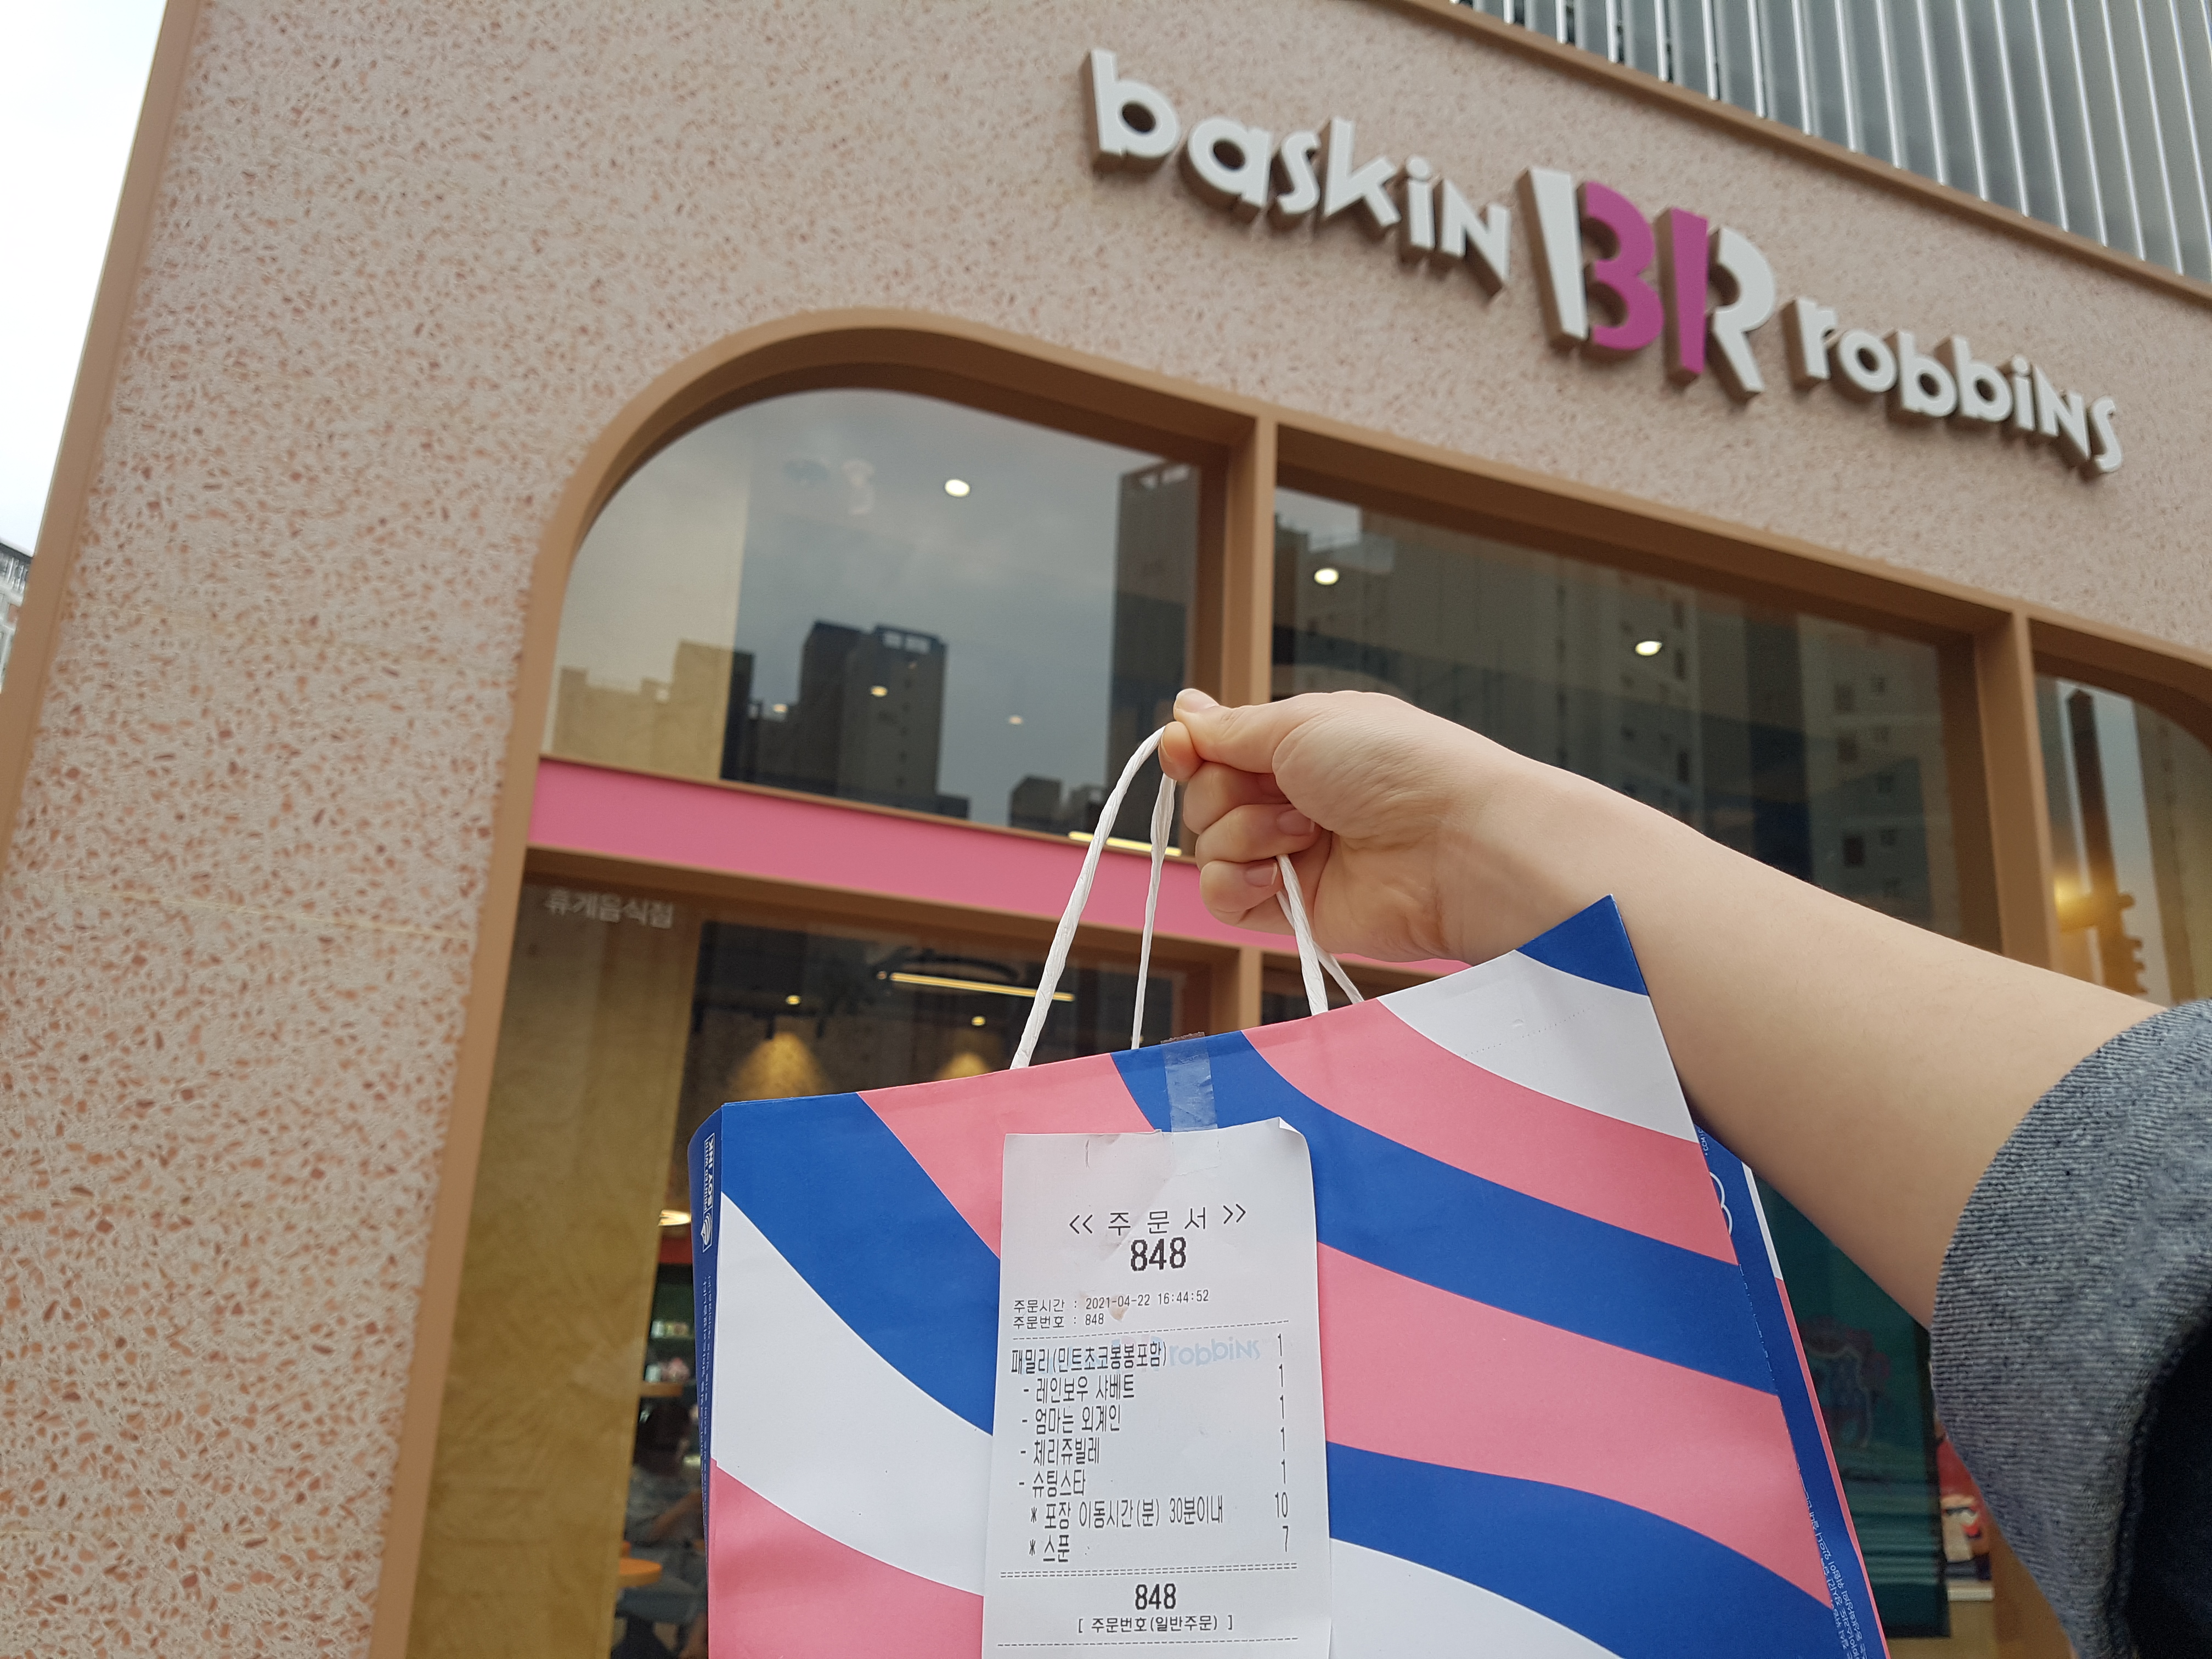 baskin BR robbins
휴게음식점
PRINTED WITH
SOY INK
<< 주 문 서 >>
848
주문시간 : 2021-04-22 16:44:52
주문번호 : 848
패밀리(민트초코봉봉포함) 1
- 레인보우 샤베트 1
- 엄마는 외계인 1
- 체리쥬빌레 1
- 슈팅스타 1
* 포장 이동시간(분) 30분이내 10
* 스푼 7
848
[ 주문번호(일반주문) ]
robbins